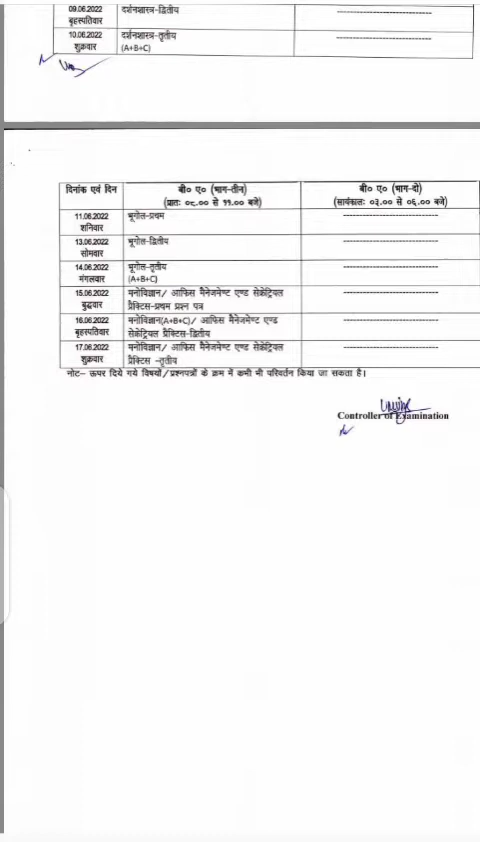 09.06.2022 दर्शनशास्त्र-द्वितीय --------------------
बृहस्पतिवार
10.06.2022 दर्शनशास्त्र-तृतीय --------------------
शुक्रवार (A+B+C)
दिनांक एवं दिन बी० ए० (भाग-तीन) बी० ए० (भाग-दो)
(प्रातः ०८.०० से ११.०० बजे) (सायंकालः ०३.०० से ०६.०० बजे)
11.06.2022 भूगोल-प्रथम --------------------
शनिवार
13.06.2022 भूगोल-द्वितीय --------------------
सोमवार
14.06.2022 भूगोल-तृतीय --------------------
मंगलवार (A+B+C)
15.06.2022 मनोविज्ञान/ आफिस मैनेजमेण्ट एण्ड सेक्रेट्रियल --------------------
बुद्धवार प्रैक्टिस-प्रथम प्रश्न पत्र
16.06.2022 मनोविज्ञान(A+B+C)/ आफिस मैनेजमेण्ट एण्ड --------------------
बृहस्पतिवार सेक्रेट्रियल प्रैक्टिस-द्वितीय
17.06.2022 मनोविज्ञान/ आफिस मैनेजमेण्ट एण्ड सेक्रेट्रियल --------------------
शुक्रवार प्रैक्टिस -तृतीय
नोट- ऊपर दिये गये विषयों/प्रश्नपत्रों के क्रम में कभी भी परिवर्तन किया जा सकता है।
Controller of Examination